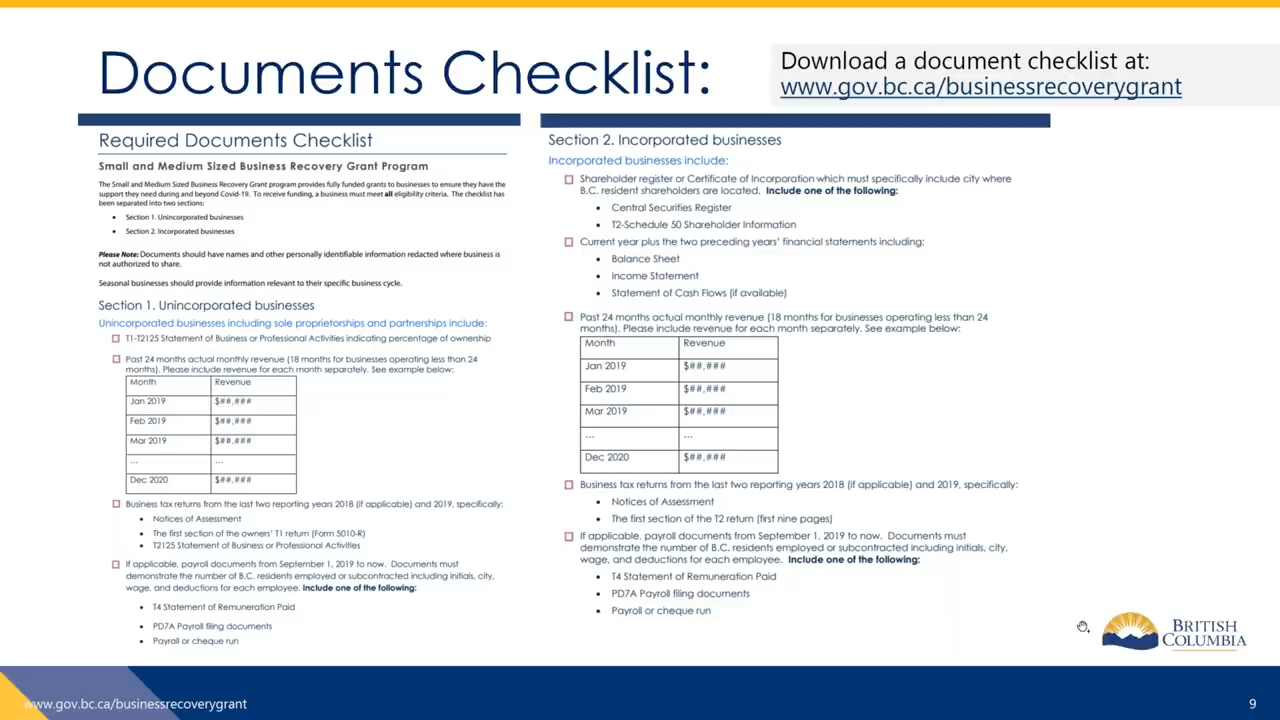 Documents Checklist:
Download a document checklist at:
www.gov.bc.ca/businessrecoverygrant
Required Documents Checklist
Small and Medium Sized Business Recovery Grant Program
The Small and Medium Sized Business Recovery Grant program provides fully funded grants to businesses to ensure they have the
support they need during and beyond Covid-19. To receive funding, a business must meet all eligibility criteria. The checklist has
been separated into two sections:
• Section 1. Unincorporated businesses
• Section 2. Incorporated businesses
Please Note: Documents should have names and other personally identifiable information redacted where business is
not authorized to share.
Seasonal businesses should provide information relevant to their specific business cycle.
Section 1. Unincorporated businesses
Unincorporated businesses including sole proprietorships and partnerships include:
T1-T2125 Statement of Business or Professional Activities indicating percentage of ownership
Past 24 months actual monthly revenue (18 months for businesses operating less than 24
months). Please include revenue for each month separately. See example below:
Month Revenue
Jan 2019 $##,###
Feb 2019 $##,###
Mar 2019 $##,###
... ...
Dec 2020 $##,###
Business tax returns from the last two reporting years 2018 (if applicable) and 2019, specifically:
• Notices of Assessment
• The first section of the owners' T1 return (Form 5010-R)
• T2125 Statement of Business or Professional Activities
If applicable, payroll documents from September 1, 2019 to now. Documents must
demonstrate the number of B.C. residents employed or subcontracted including initials, city,
wage, and deductions for each employee. Include one of the following:
• T4 Statement of Remuneration Paid
• PD7A Payroll filing documents
• Payroll or cheque run
Section 2. Incorporated businesses
Incorporated businesses include:
Shareholder register or Certificate of Incorporation which must specifically include city where
B.C. resident shareholders are located. Include one of the following:
• Central Securities Register
• T2-Schedule 50 Shareholder Information
Current year plus the two preceding years' financial statements including:
• Balance Sheet
• Income Statement
• Statement of Cash Flows (if available)
Past 24 months actual monthly revenue (18 months for businesses operating less than 24
months). Please include revenue for each month separately. See example below:
Month Revenue
Jan 2019 $##,###
Feb 2019 $##,###
Mar 2019 $##,###
... ...
Dec 2020 $##,###
Business tax returns from the last two reporting years 2018 (if applicable) and 2019, specifically:
• Notices of Assessment
• The first section of the T2 return (first nine pages)
If applicable, payroll documents from September 1, 2019 to now. Documents must
demonstrate the number of B.C. residents employed or subcontracted including initials, city,
wage, and deductions for each employee. Include one of the following:
• T4 Statement of Remuneration Paid
• PD7A Payroll filing documents
• Payroll or cheque run
BRITISH
COLUMBIA
www.gov.bc.ca/businessrecoverygrant
9